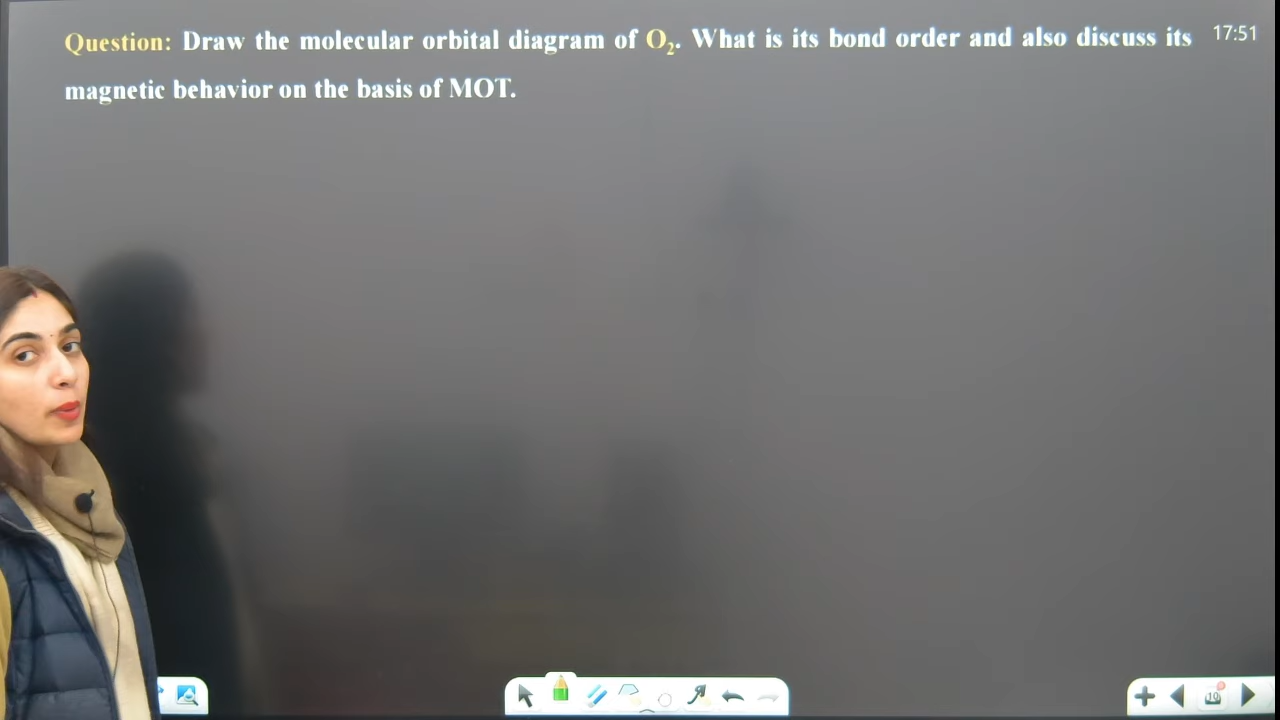 Question: Draw the molecular orbital diagram of O₂. What is its bond order and also discuss its
17:51
magnetic behavior on the basis of MOT.
19